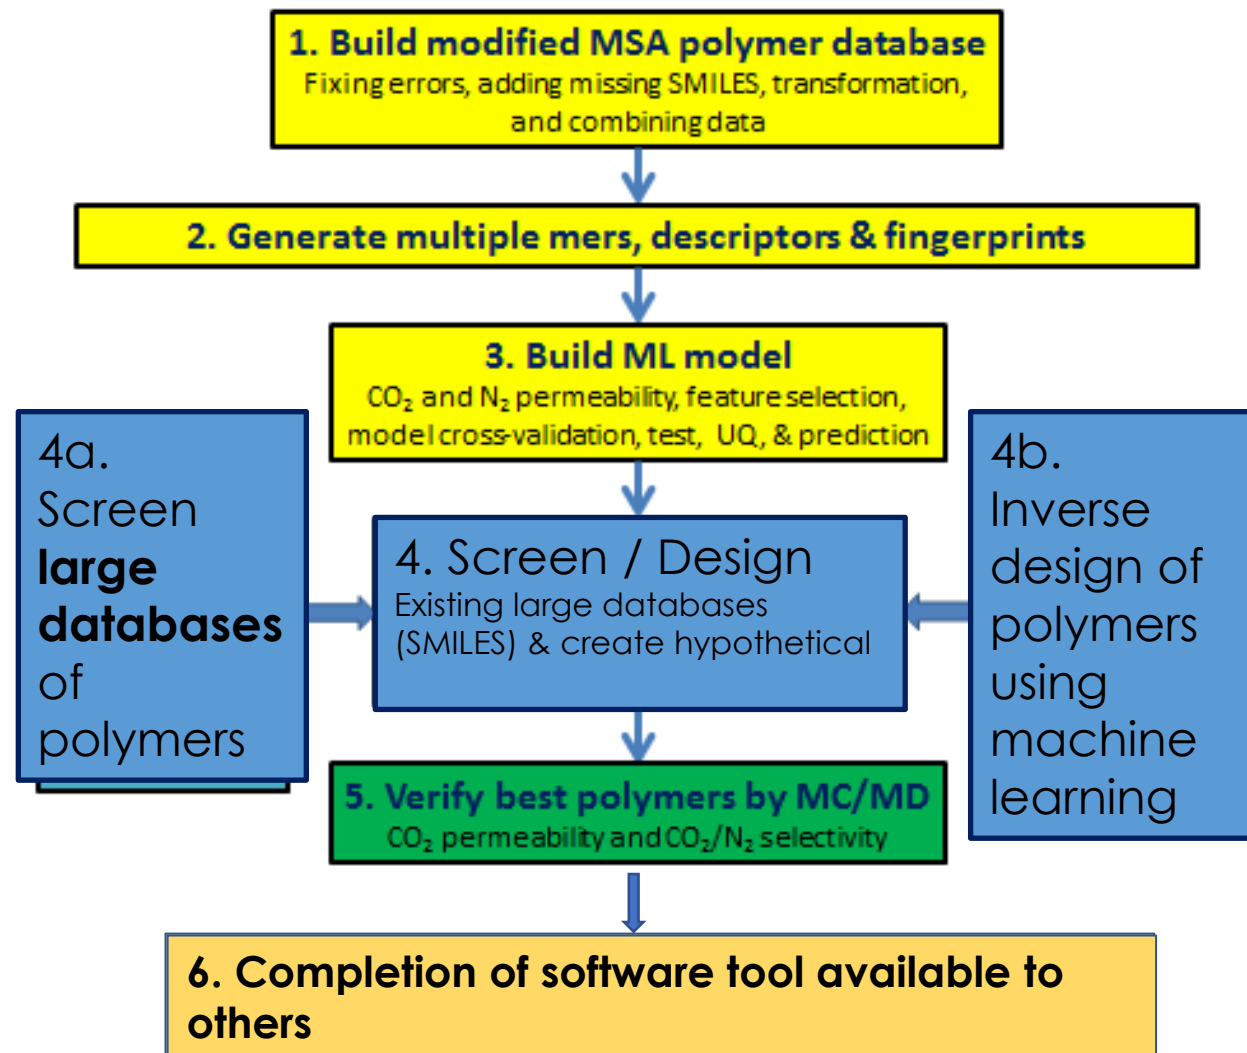 1. Build modified MSA polymer database
Fixing errors, adding missing SMILES, transformation,
and combining data
2. Generate multiple mers, descriptors & fingerprints
3. Build ML model
CO₂ and N₂ permeability, feature selection,
model cross-validation, test, UQ, & prediction
4a.
Screen
large
databases
of
polymers
4. Screen / Design
Existing large databases
(SMILES) & create hypothetical
4b.
Inverse
design of
polymers
using
machine
learning
5. Verify best polymers by MC/MD
CO₂ permeability and CO₂/N₂ selectivity
6. Completion of software tool available to
others